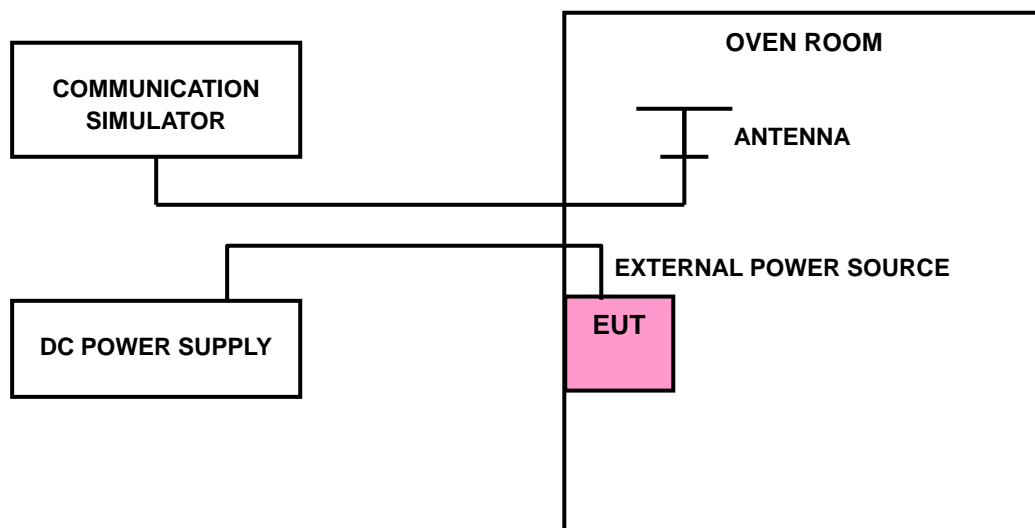 OVEN ROOM
COMMUNICATION
SIMULATOR
ANTENNA
EXTERNAL POWER SOURCE
EUT
DC POWER SUPPLY